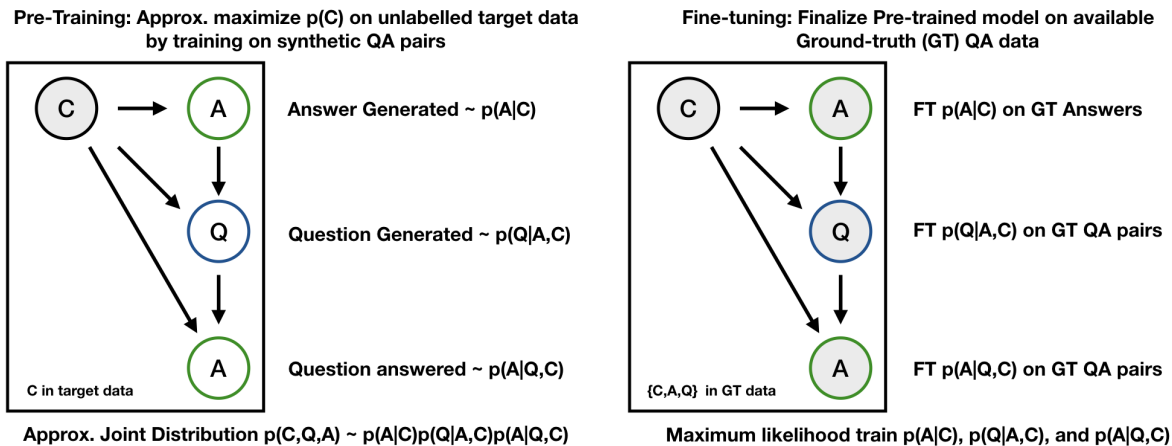 Pre-Training: Approx. maximize p(C) on unlabelled target data
by training on synthetic QA pairs
C
A
Answer Generated ~ p(A|C)
Q
Question Generated ~ p(Q|A,C)
A
Question answered ~ p(A|Q,C)
C in target data
Approx. Joint Distribution p(C,Q,A) ~ p(A|C)p(Q|A,C)p(A|Q,C)
Fine-tuning: Finalize Pre-trained model on available
Ground-truth (GT) QA data
C
A
FT p(A|C) on GT Answers
Q
FT p(Q|A,C) on GT QA pairs
A
FT p(A|Q,C) on GT QA pairs
{C,A,Q} in GT data
Maximum likelihood train p(A|C), p(Q|A,C), and p(A|Q,C)